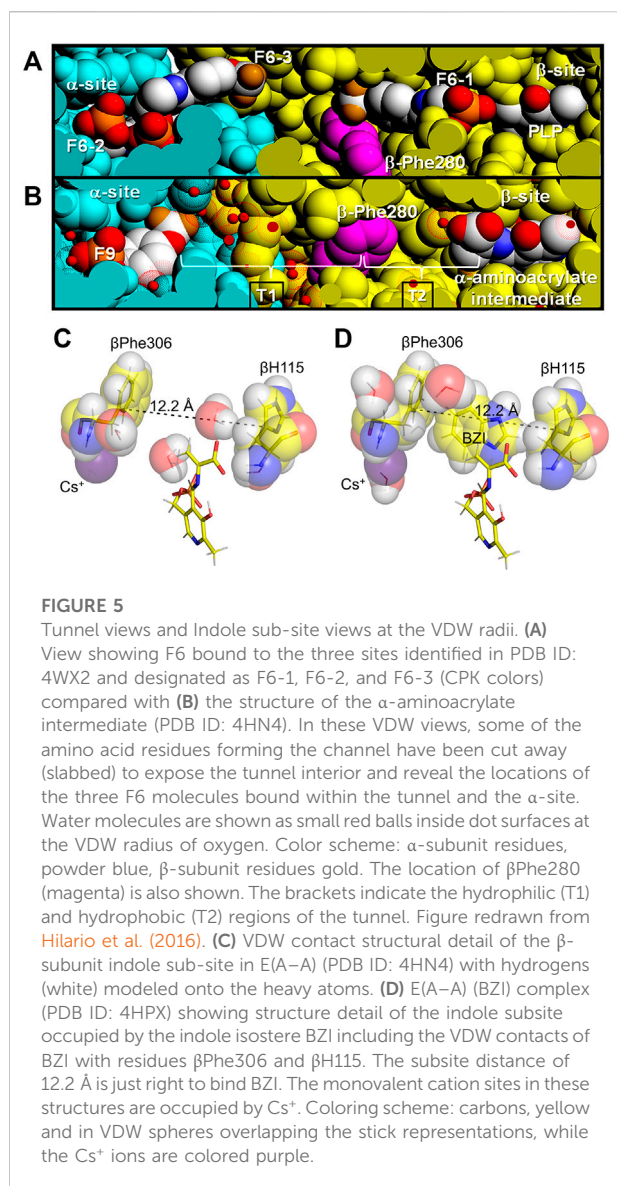 A
α-site
F6-3
F6-1
β-site
F6-2
β-Phe280
PLP
B
α-site
β-Phe280
β-site
F9
T1
T2
α-aminoacrylate
intermediate
C
βPhe306
βH115
12.2 Å
Cs⁺
D
βPhe306
βH115
12.2 Å
BZI
Cs⁺
FIGURE 5
Tunnel views and Indole sub-site views at the VDW radii. (A)
View showing F6 bound to the three sites identified in PDB ID:
4WX2 and designated as F6-1, F6-2, and F6-3 (CPK colors)
compared with (B) the structure of the α-aminoacrylate
intermediate (PDB ID: 4HN4). In these VDW views, some of the
amino acid residues forming the channel have been cut away
(slabbed) to expose the tunnel interior and reveal the locations of
the three F6 molecules bound within the tunnel and the α-site.
Water molecules are shown as small red balls inside dot surfaces at
the VDW radius of oxygen. Color scheme: α-subunit residues,
powder blue, β-subunit residues gold. The location of βPhe280
(magenta) is also shown. The brackets indicate the hydrophilic (T1)
and hydrophobic (T2) regions of the tunnel. Figure redrawn from
Hilario et al. (2016). (C) VDW contact structural detail of the β-
subunit indole sub-site in E(A–A) (PDB ID: 4HN4) with hydrogens
(white) modeled onto the heavy atoms. (D) E(A–A) (BZI) complex
(PDB ID: 4HPX) showing structure detail of the indole subsite
occupied by the indole isostere BZI including the VDW contacts of
BZI with residues βPhe306 and βH115. The subsite distance of
12.2 Å is just right to bind BZI. The monovalent cation sites in these
structures are occupied by Cs⁺. Coloring scheme: carbons, yellow
and in VDW spheres overlapping the stick representations, while
the Cs⁺ ions are colored purple.